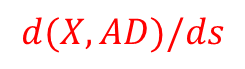 d(X, AD)/ds